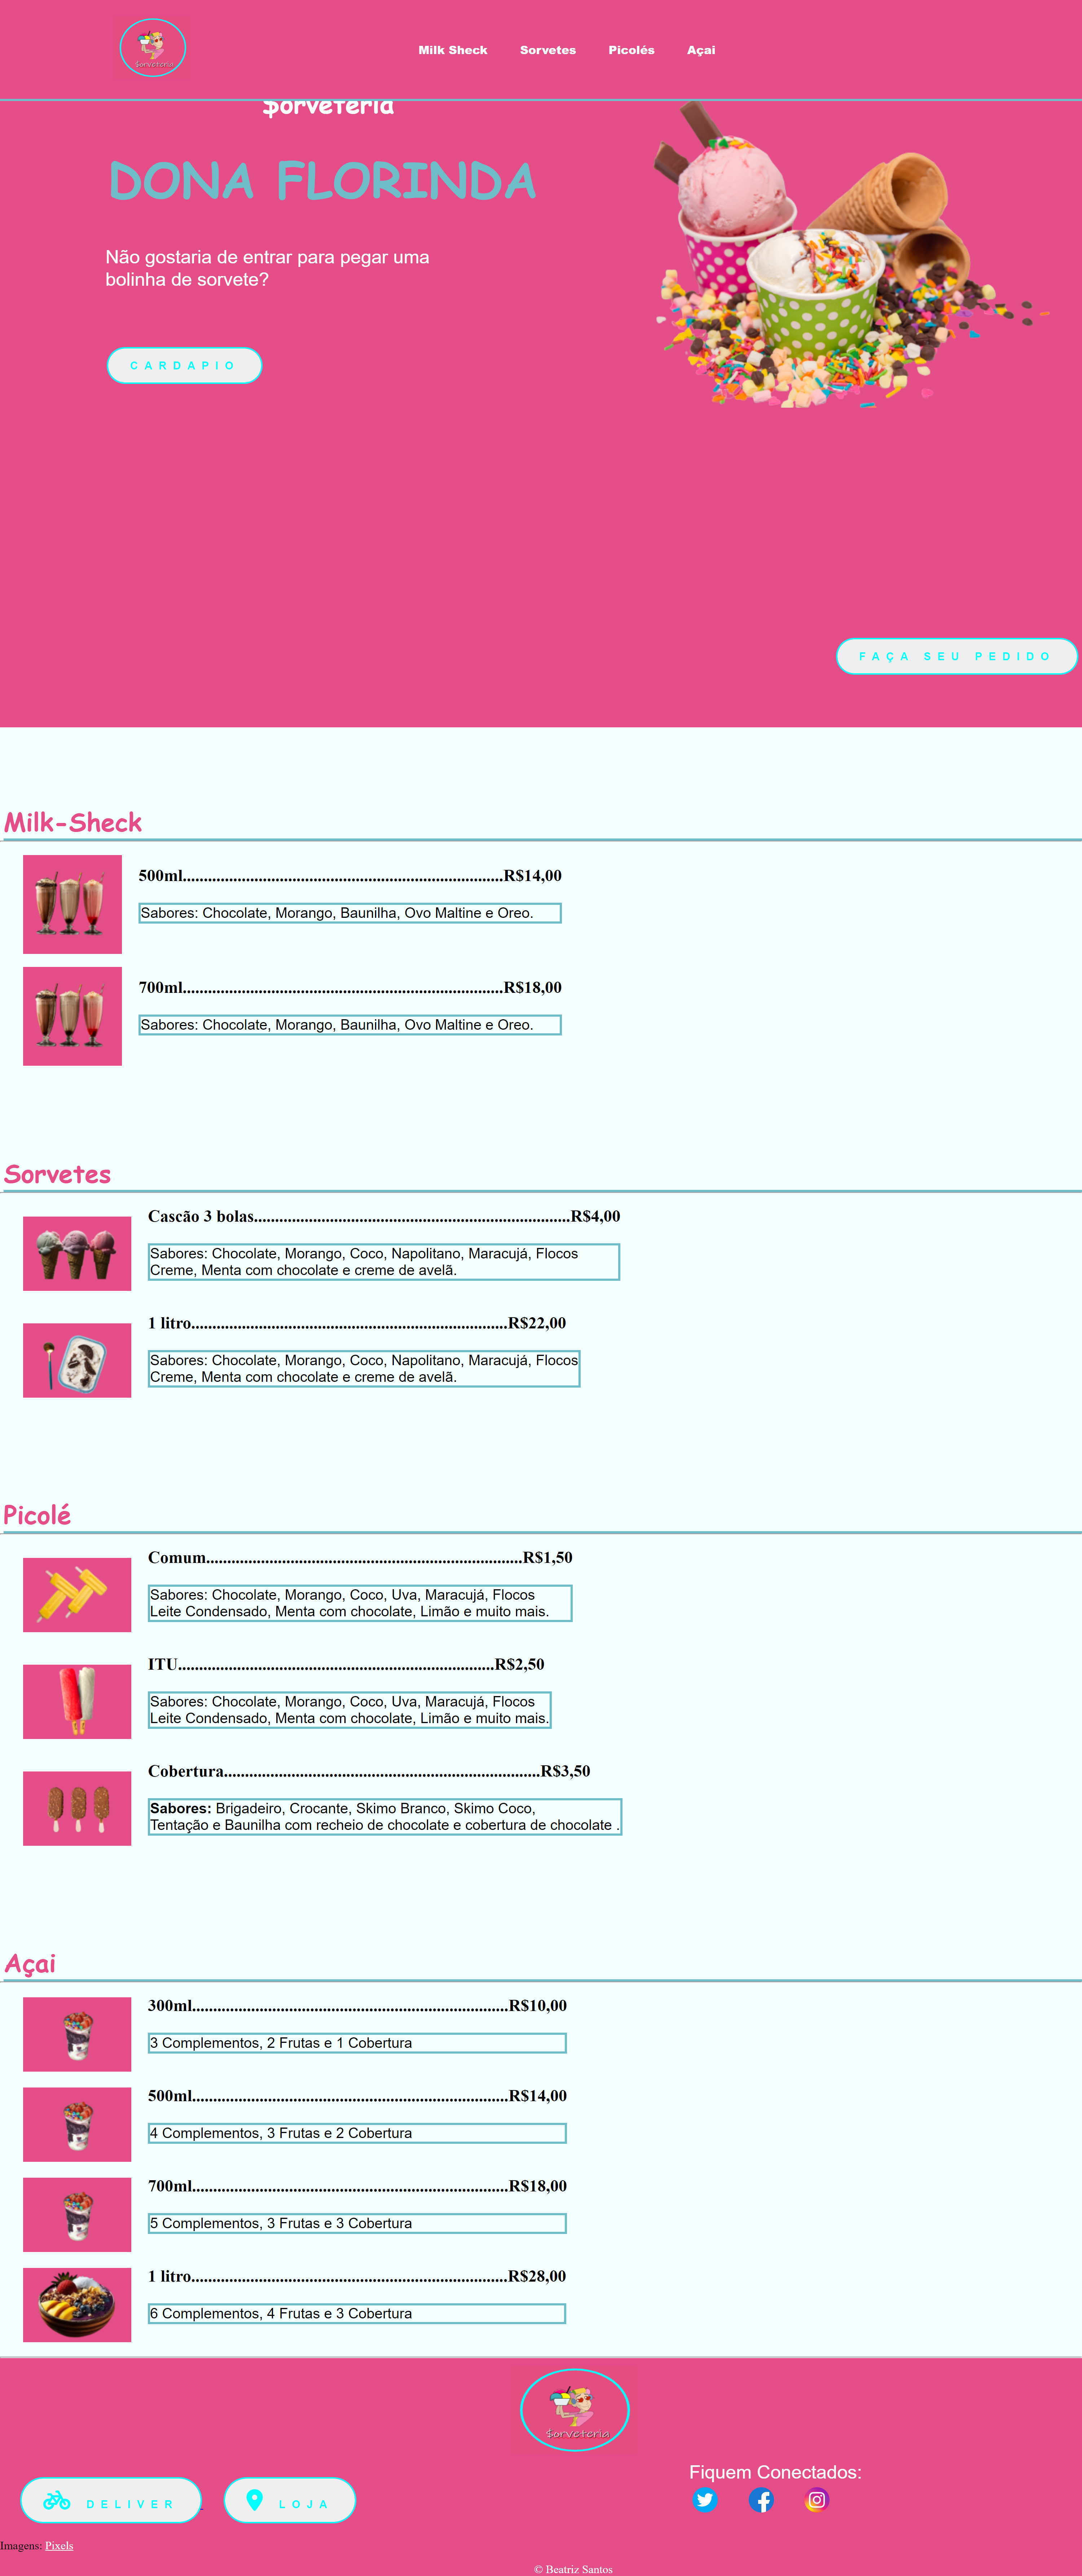 $orveteria
Milk Sheck Sorvetes Picolés Açai
$orveteria
DONA FLORINDA
Não gostaria de entrar para pegar uma
bolinha de sorvete?
CARDAPIO
FAÇA SEU PEDIDO
Milk-Sheck
500ml...........................................................................R$14,00
Sabores: Chocolate, Morango, Baunilha, Ovo Maltine e Oreo.
700ml...........................................................................R$18,00
Sabores: Chocolate, Morango, Baunilha, Ovo Maltine e Oreo.
Sorvetes
Cascão 3 bolas...........................................................................R$4,00
Sabores: Chocolate, Morango, Coco, Napolitano, Maracujá, Flocos
Creme, Menta com chocolate e creme de avelã.
1 litro...........................................................................R$22,00
Sabores: Chocolate, Morango, Coco, Napolitano, Maracujá, Flocos
Creme, Menta com chocolate e creme de avelã.
Picolé
Comum...........................................................................R$1,50
Sabores: Chocolate, Morango, Coco, Uva, Maracujá, Flocos
Leite Condensado, Menta com chocolate, Limão e muito mais.
ITU...........................................................................R$2,50
Sabores: Chocolate, Morango, Coco, Uva, Maracujá, Flocos
Leite Condensado, Menta com chocolate, Limão e muito mais.
Cobertura...........................................................................R$3,50
Sabores: Brigadeiro, Crocante, Skimo Branco, Skimo Coco,
Tentação e Baunilha com recheio de chocolate e cobertura de chocolate .
Açai
300ml...........................................................................R$10,00
3 Complementos, 2 Frutas e 1 Cobertura
500ml...........................................................................R$14,00
4 Complementos, 3 Frutas e 2 Cobertura
700ml...........................................................................R$18,00
5 Complementos, 3 Frutas e 3 Cobertura
1 litro...........................................................................R$28,00
6 Complementos, 4 Frutas e 3 Cobertura
$orveteria
Fiquem Conectados:
DELIVER LOJA
Imagens: Pixels
© Beatriz Santos